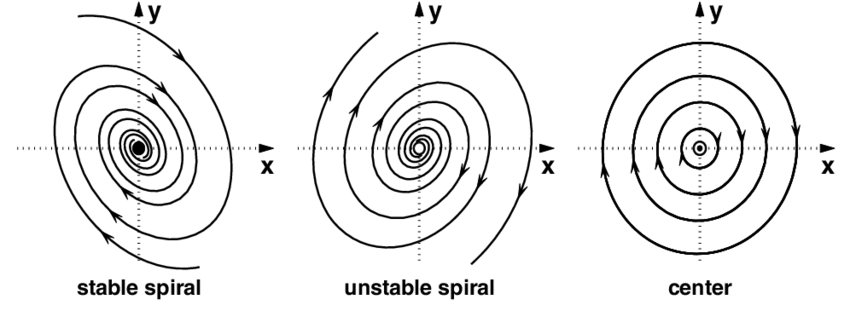 y y y
x x x
stable spiral unstable spiral center